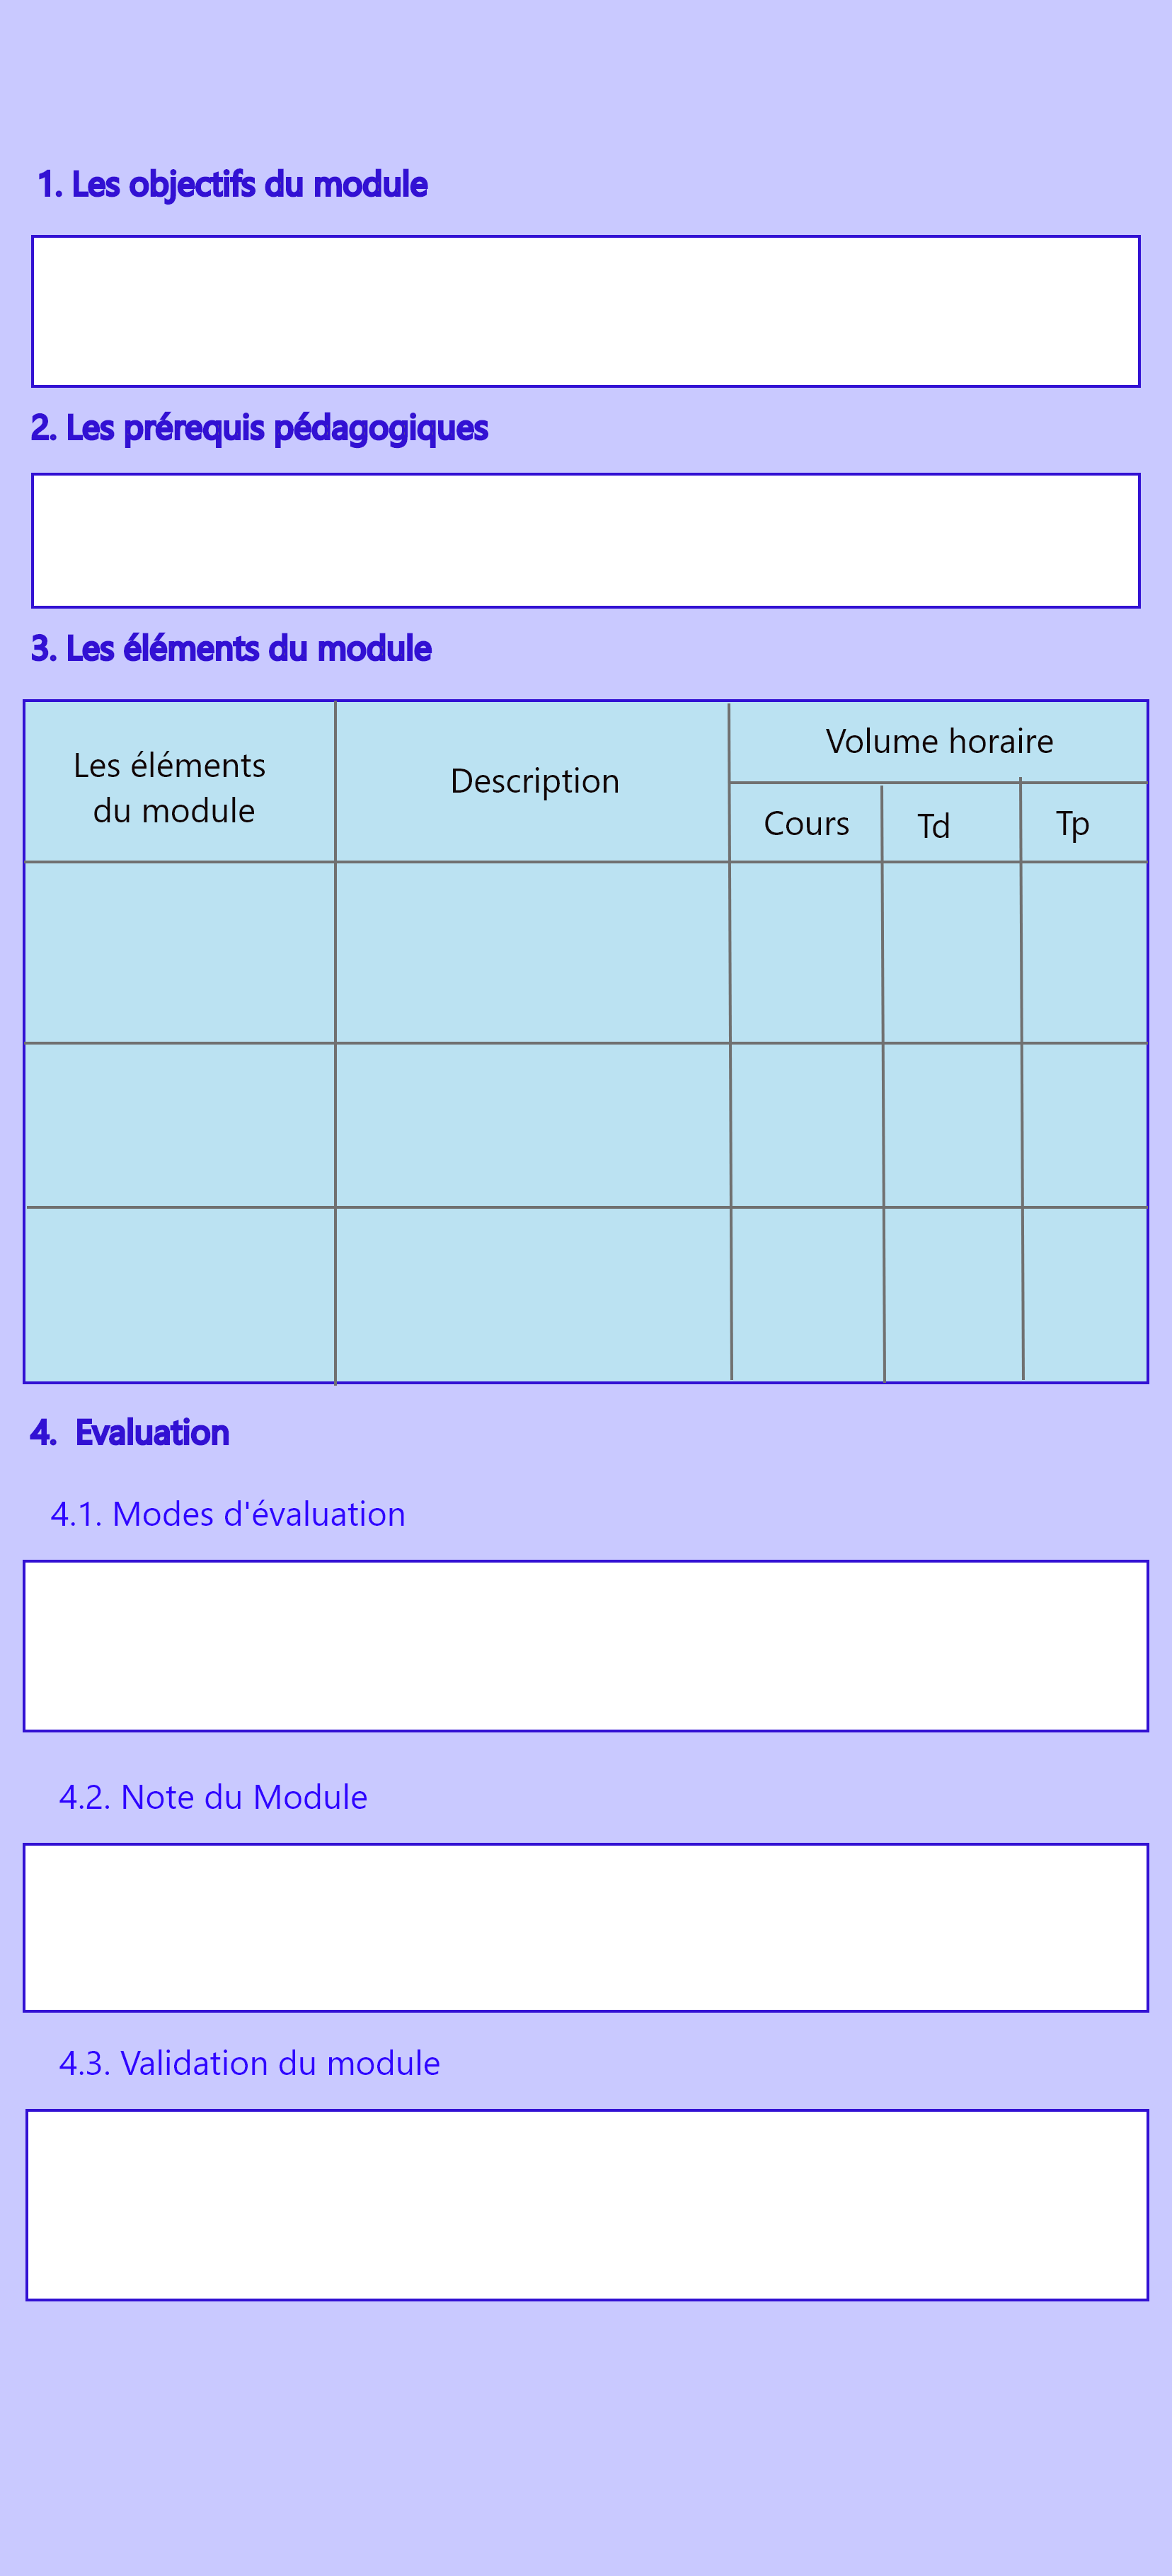 1. Les objectifs du module
2. Les prérequis pédagogiques
3. Les éléments du module
Les éléments
du module
Description
Volume horaire
Cours
Td
Tp
4. Evaluation
4.1. Modes d'évaluation
4.2. Note du Module
4.3. Validation du module